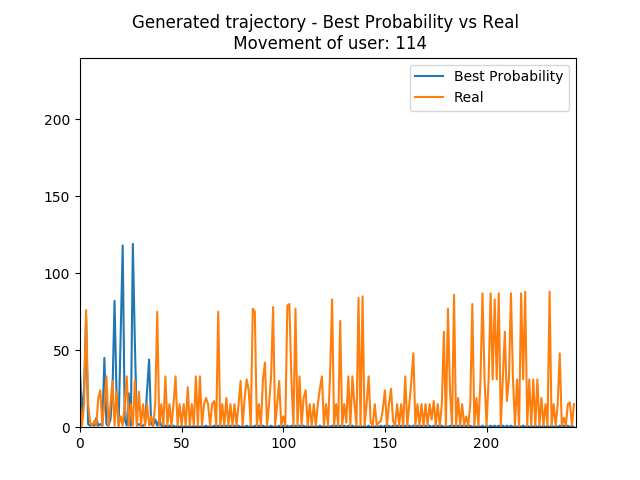 Generated trajectory - Best Probability vs Real
Movement of user: 114
Best Probability
Real
200
150
100
50
0
0 50 100 150 200